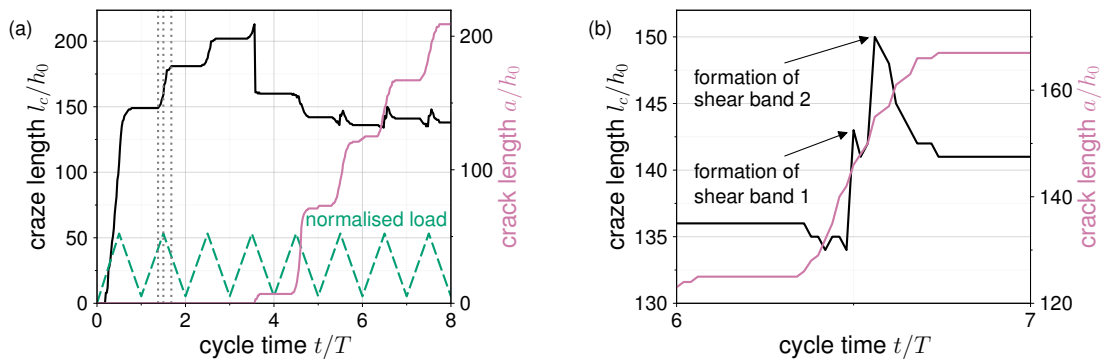 (a)
craze length l_c/h_0
200
150
100
50
0
normalised load
200
100
0
crack length a/h_0
0
2
4
6
8
cycle time t/T
(b)
craze length l_c/h_0
150
145
140
135
130
formation of
shear band 2
formation of
shear band 1
160
140
120
crack length a/h_0
6
7
cycle time t/T